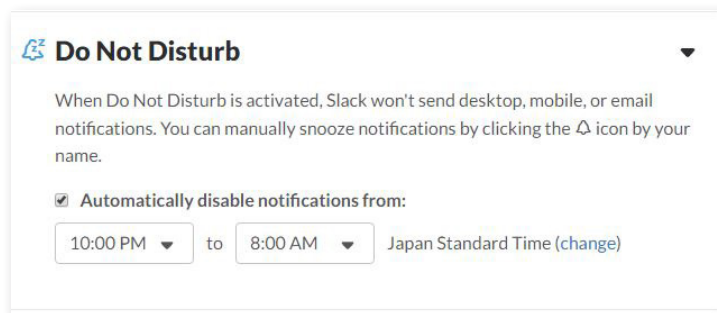 Do Not Disturb
When Do Not Disturb is activated, Slack won't send desktop, mobile, or email
notifications. You can manually snooze notifications by clicking the icon by your
name.
Automatically disable notifications from:
10:00 PM to 8:00 AM Japan Standard Time (change)